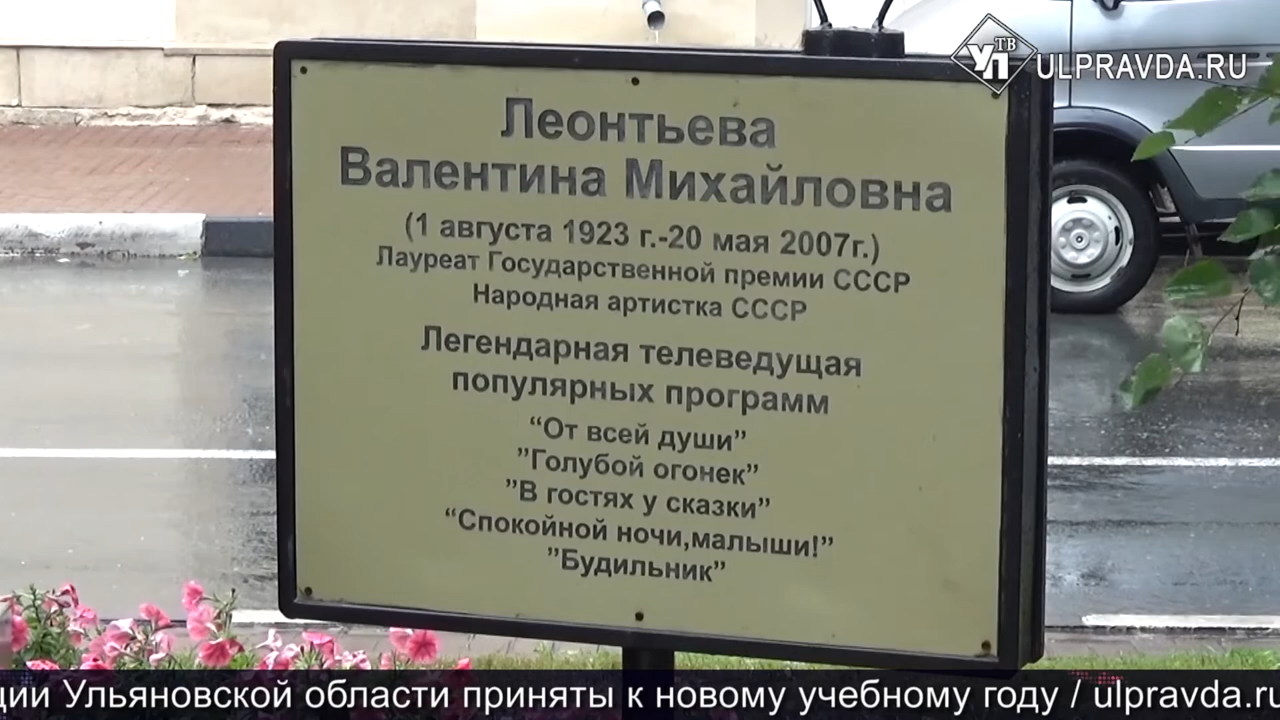 УП ТВ
ULPRAVDA.RU
Леонтьева
Валентина Михайловна
(1 августа 1923 г.-20 мая 2007г.)
Лауреат Государственной премии СССР
Народная артистка СССР
Легендарная телеведущая
популярных программ
“От всей души”
”Голубой огонек”
”В гостях у сказки”
“Спокойной ночи,малыши!”
”Будильник”
ции Ульяновской области приняты к новому учебному году / ulpravda.ru